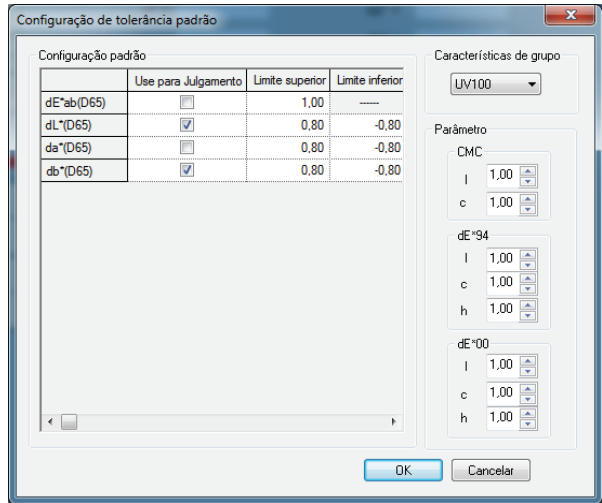 Configuração de tolerância padrão
Configuração padrão
Use para Julgamento Limite superior Limite inferior
dE*ab(D65) 1,00 -----
dL*(D65) 0,80 -0,80
da*(D65) 0,80 -0,80
db*(D65) 0,80 -0,80
Características de grupo
UV100
Parâmetro
CMC
l 1,00
c 1,00
dE*94
l 1,00
c 1,00
h 1,00
dE*00
l 1,00
c 1,00
h 1,00
OK Cancelar